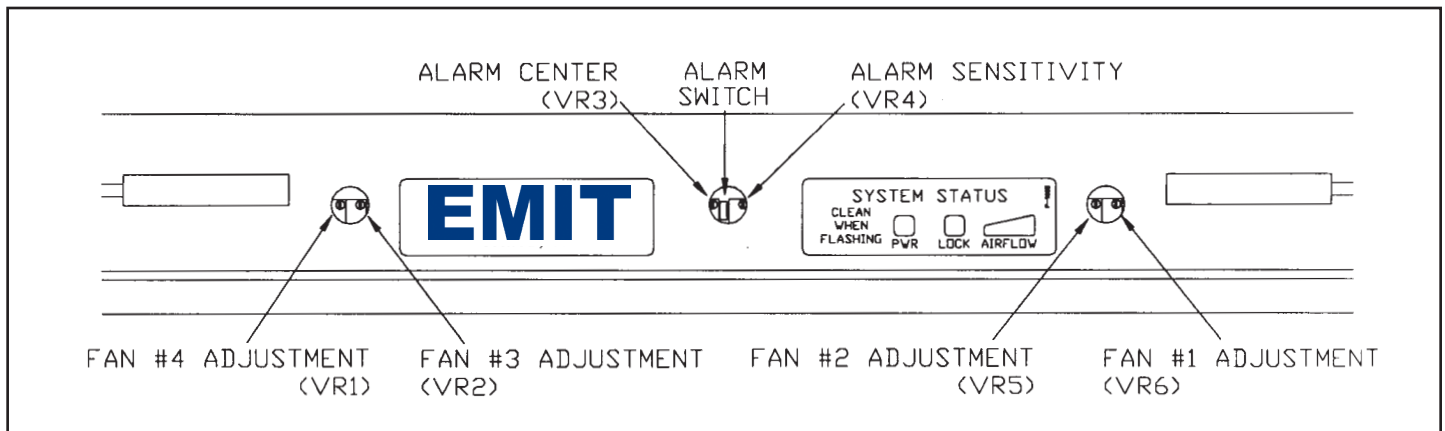 ALARM CENTER
(VR3)
ALARM
SWITCH
ALARM SENSITIVITY
(VR4)
EMIT
SYSTEM STATUS
CLEAN
WHEN
FLASHING
PWR
LOCK
AIRFLOW
FAN #4 ADJUSTMENT
(VR1)
FAN #3 ADJUSTMENT
(VR2)
FAN #2 ADJUSTMENT
(VR5)
FAN #1 ADJUSTMENT
(VR6)